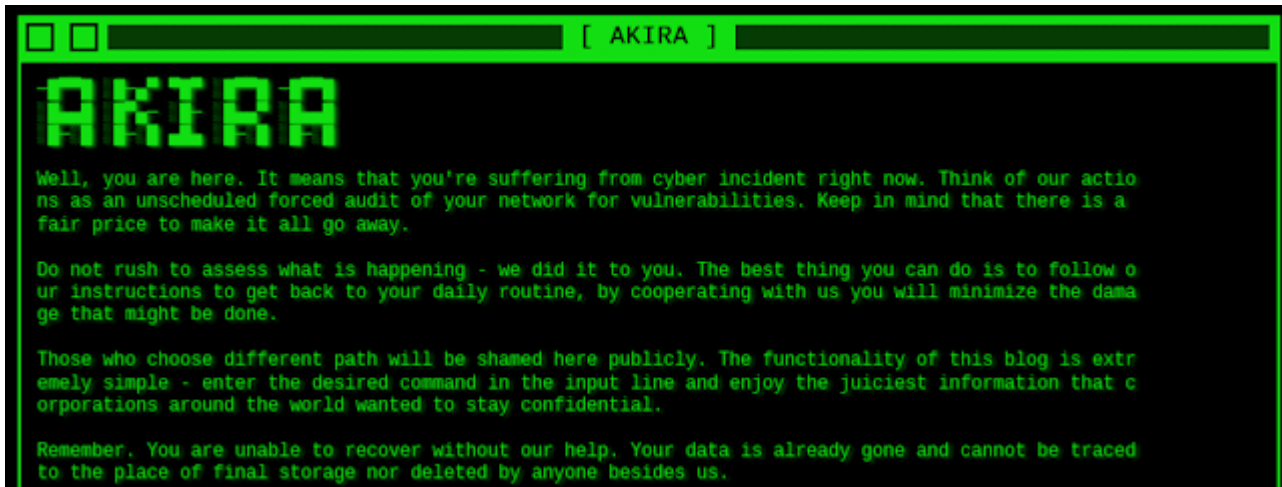 [ AKIRA ]
AKIRA
Well, you are here. It means that you're suffering from cyber incident right now. Think of our actio
ns as an unscheduled forced audit of your network for vulnerabilities. Keep in mind that there is a
fair price to make it all go away.
Do not rush to assess what is happening - we did it to you. The best thing you can do is to follow o
ur instructions to get back to your daily routine, by cooperating with us you will minimize the dama
ge that might be done.
Those who choose different path will be shamed here publicly. The functionality of this blog is extr
emely simple - enter the desired command in the input line and enjoy the juiciest information that c
orporations around the world wanted to stay confidential.
Remember. You are unable to recover without our help. Your data is already gone and cannot be traced
to the place of final storage nor deleted by anyone besides us.